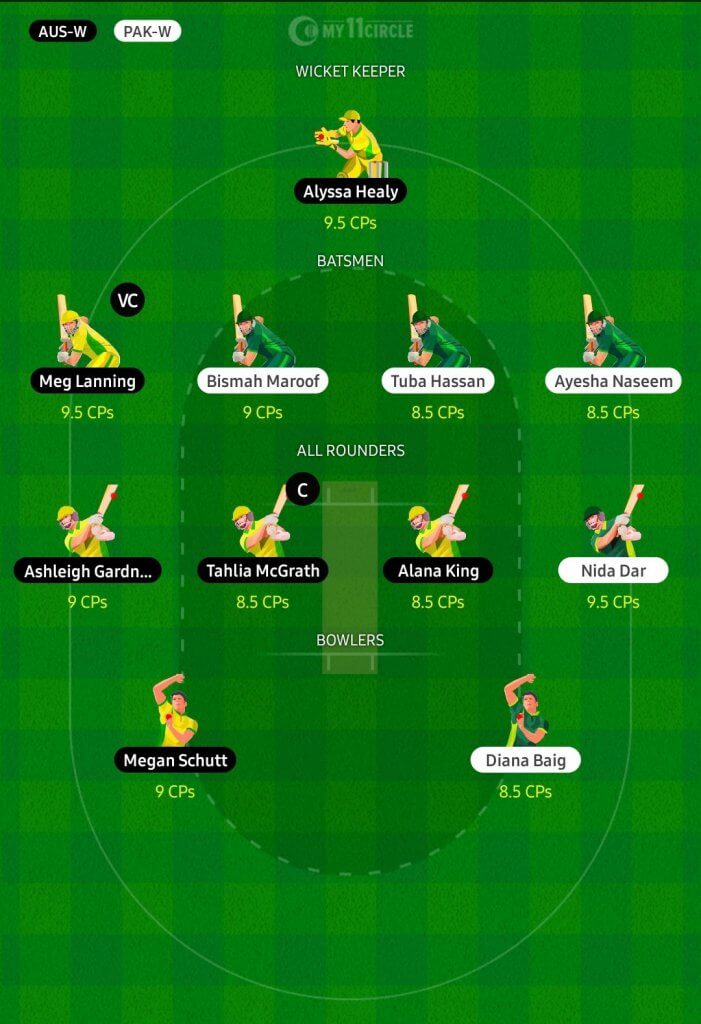 AUS-W PAK-W MY11CIRCLE
WICKET KEEPER
Alyssa Healy
9.5 CPs
BATSMEN
VC
Meg Lanning Bismah Maroof Tuba Hassan Ayesha Naseem
9.5 CPs 9 CPs 8.5 CPs 8.5 CPs
ALL ROUNDERS
C
Ashleigh Gardn... Tahlia McGrath Alana King Nida Dar
9 CPs 8.5 CPs 8.5 CPs 9.5 CPs
BOWLERS
Megan Schutt Diana Baig
9 CPs 8.5 CPs